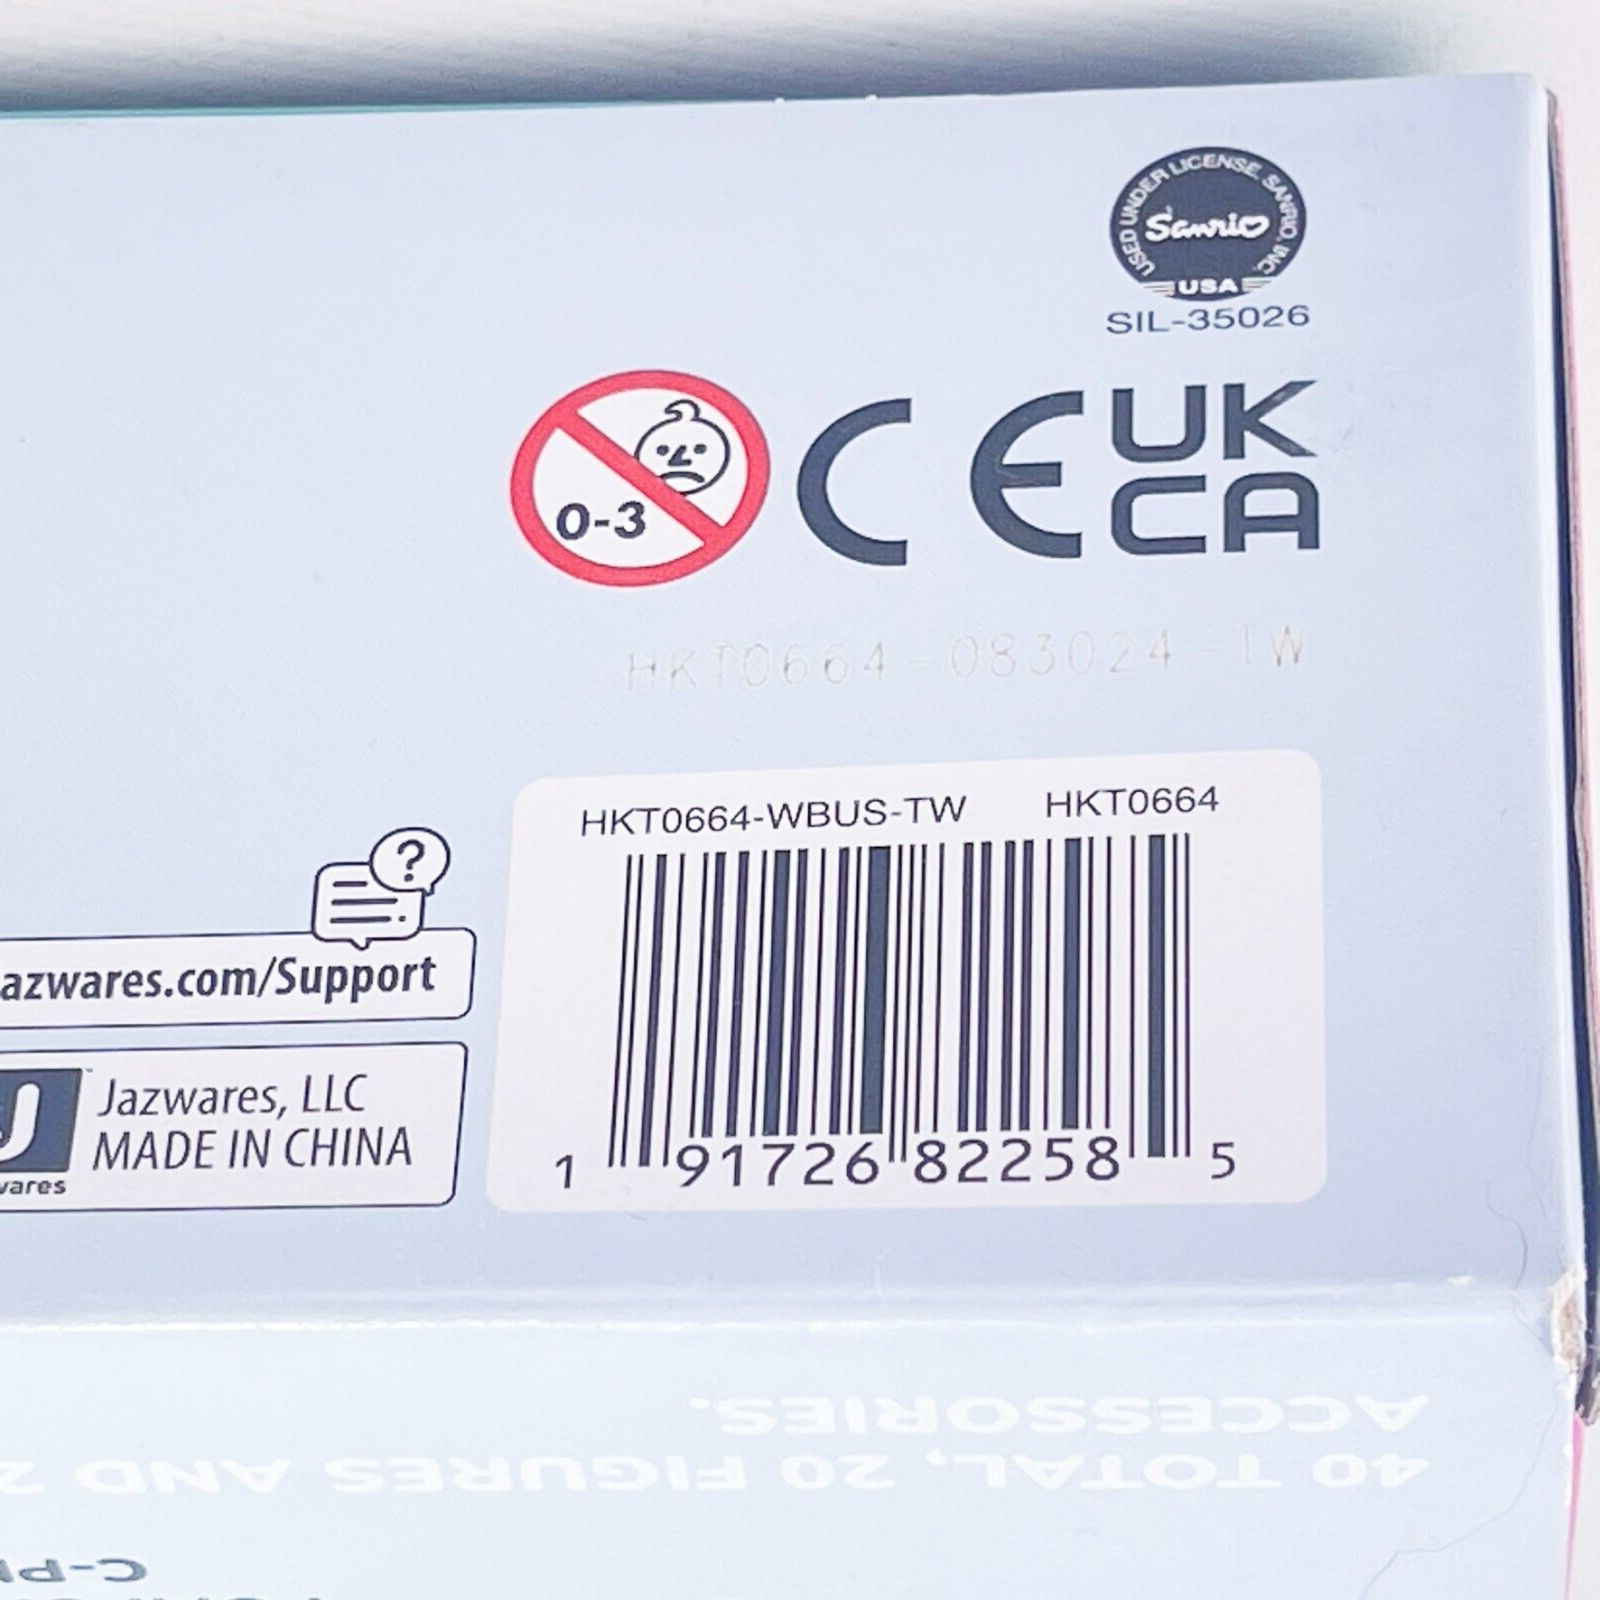 USED UNDER LICENSE, SANRIO, INC.
Sanrio
USA
SIL-35026
0-3
CE
UK
CA
HKT0664-083024-TW
HKT0664-WBUS-TW HKT0664
1 91726 82258 5
azwares.com/Support
Jazwares, LLC
MADE IN CHINA
wares
40 TOTAL, 20 FIGURES AND 2
ACCESSORIES.